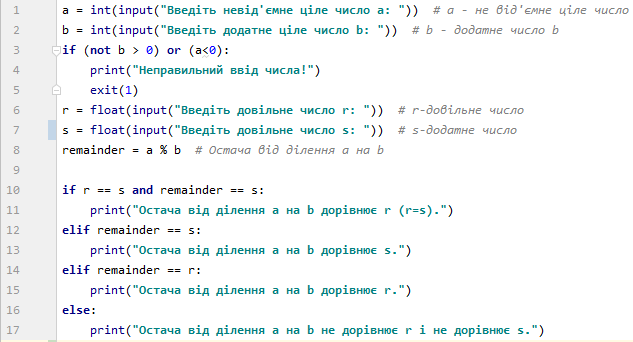 1 a = int(input("Введіть невід'ємне ціле число a: "))  # a - не від'ємне ціле число
2 b = int(input("Введіть додатне ціле число b: "))  # b - додатне число b
3 if (not b > 0) or (a<0):
4     print("Неправильний ввід числа!")
5     exit(1)
6 r = float(input("Введіть довільне число r: "))  # r-довільне число
7 s = float(input("Введіть довільне число s: "))  # s-додатне число
8 remainder = a % b  # Остача від ділення a на b
9
10 if r == s and remainder == s:
11     print("Остача від ділення a на b дорівнює r (r=s).")
12 elif remainder == s:
13     print("Остача від ділення a на b дорівнює s.")
14 elif remainder == r:
15     print("Остача від ділення a на b дорівнює r.")
16 else:
17     print("Остача від ділення a на b не дорівнює r і не дорівнює s.")